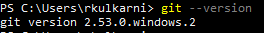 PS C:\Users\rkulkarni> git --version
git version 2.53.0.windows.2